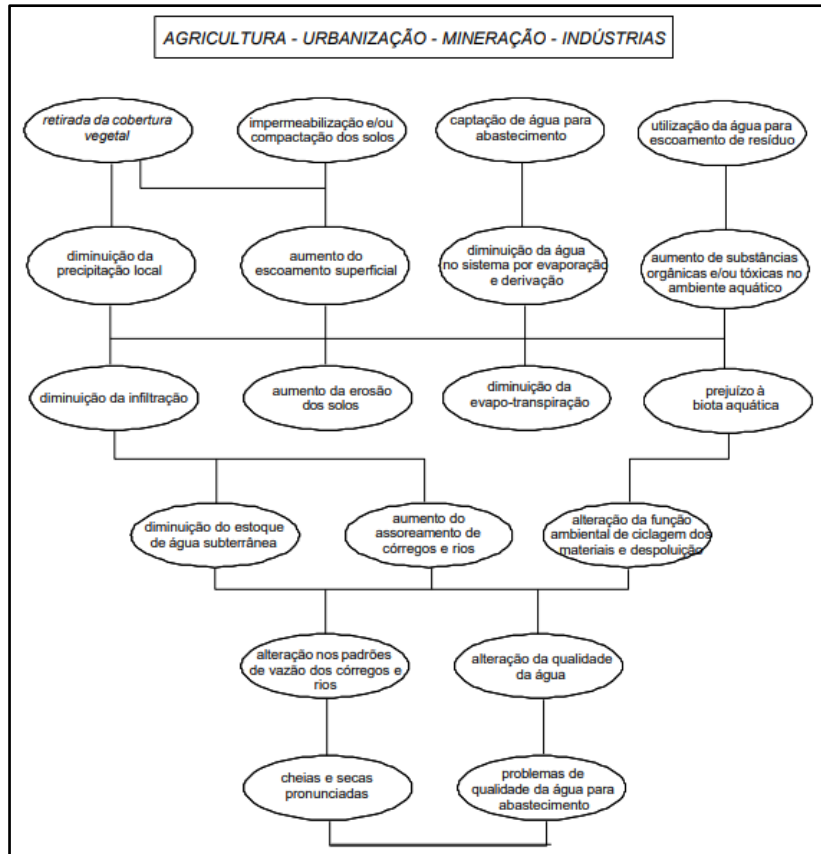 AGRICULTURA - URBANIZAÇÃO - MINERAÇÃO - INDÚSTRIAS
retirada da cobertura
vegetal
impermeabilização e/ou
compactação dos solos
captação de água para
abastecimento
utilização da água para
escoamento de resíduo
diminuição da
precipitação local
aumento do
escoamento superficial
diminuição da água
no sistema por evaporação
e derivação
aumento de substâncias
orgânicas e/ou tóxicas no
ambiente aquático
diminuição da infiltração
aumento da erosão
dos solos
diminuição da
evapo-transpiração
prejuízo à
biota aquática
diminuição do estoque
de água subterrânea
aumento do
assoreamento de
córregos e rios
alteração da função
ambiental de ciclagem dos
materiais e despoluição
alteração nos padrões
de vazão dos córregos e
rios
alteração da qualidade
da água
cheias e secas
pronunciadas
problemas de
qualidade da água para
abastecimento